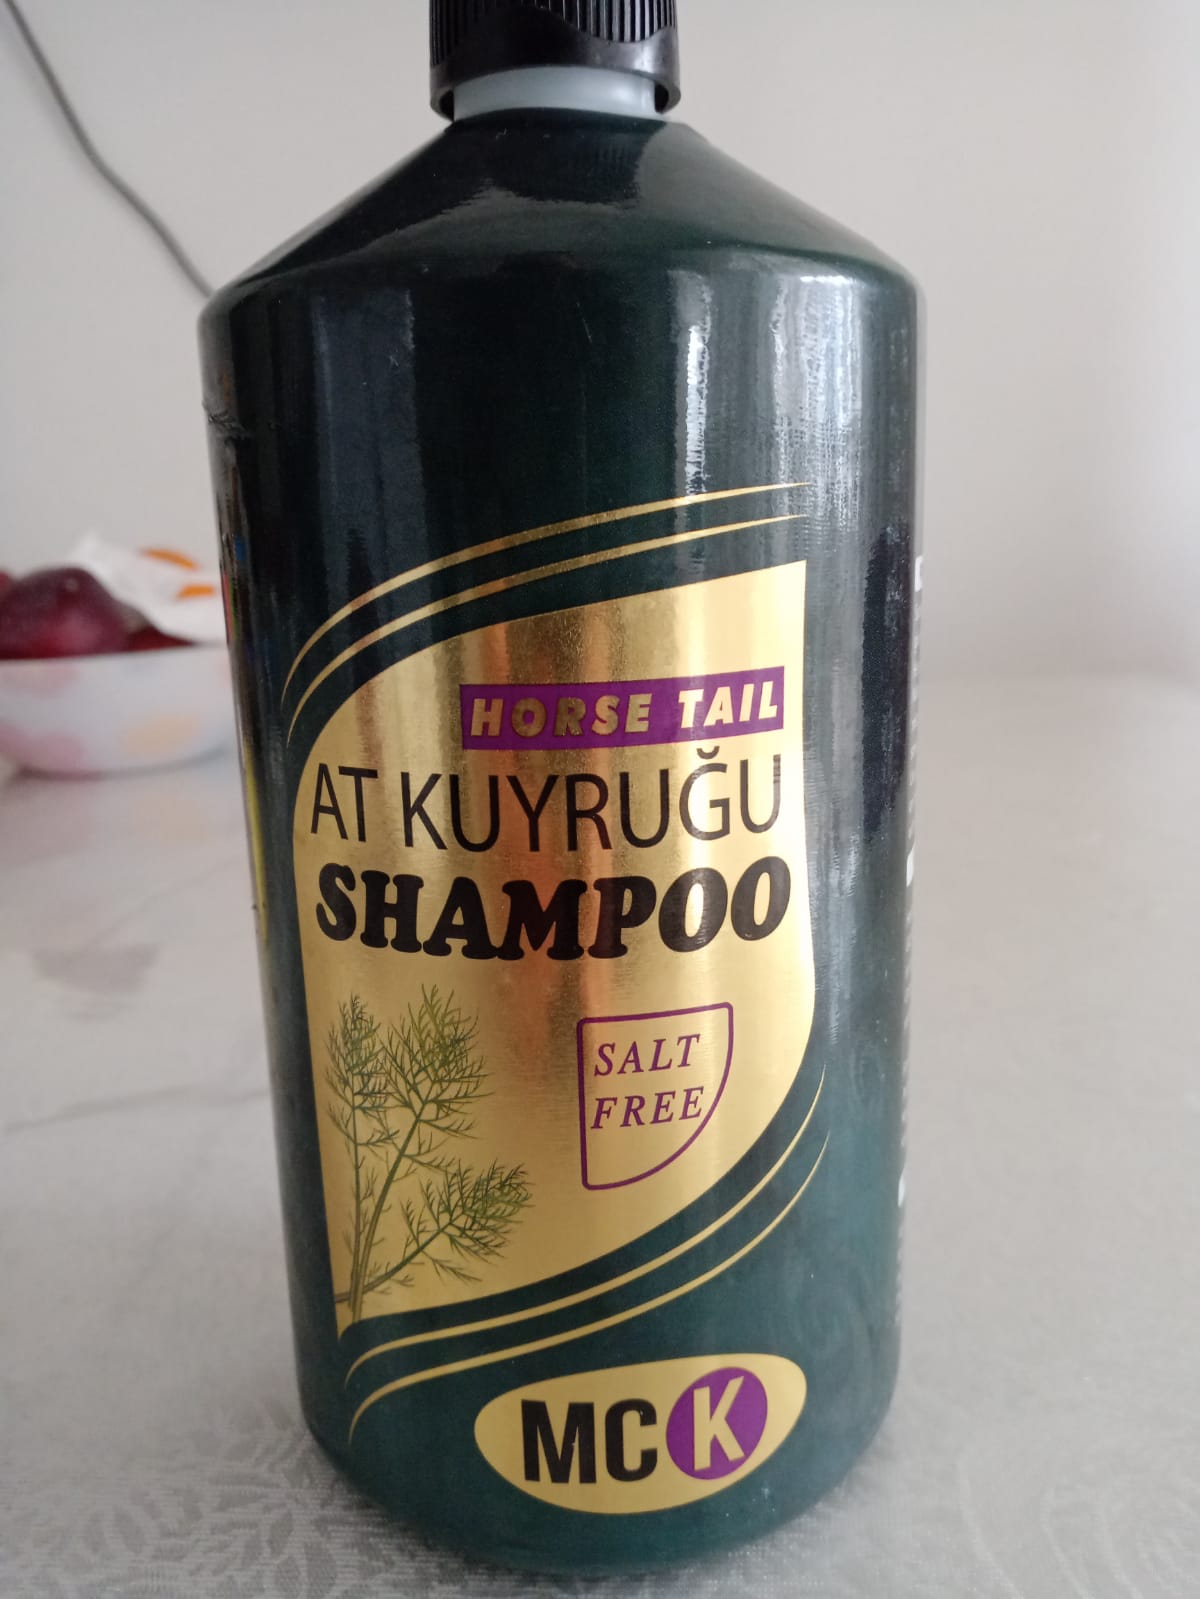 HORSE TAIL
AT KUYRUĞU
SHAMPOO
SALT
FREE
MCK